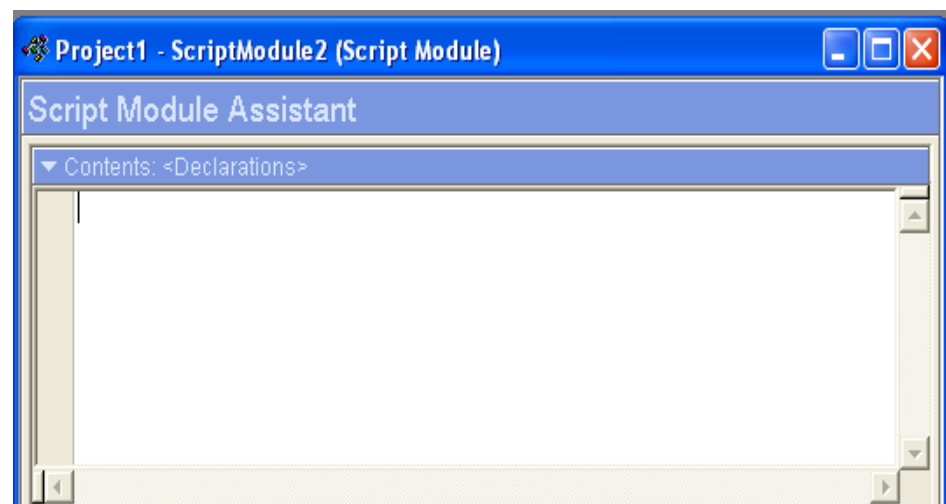 Project1 - ScriptModule2 (Script Module)
Script Module Assistant
Contents: <Declarations>